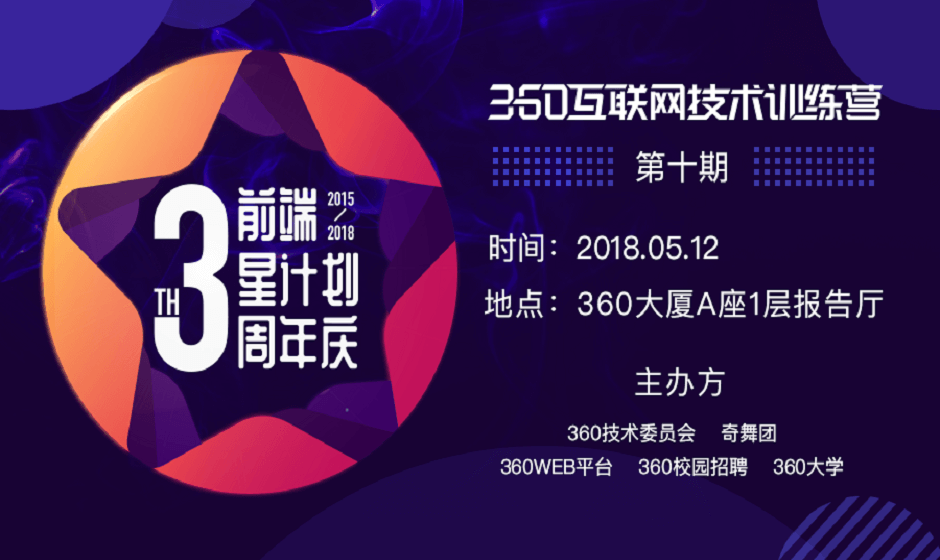 3TH
前端
2015/2018
星计划
周年庆
360互联网技术训练营
第十期
时间：2018.05.12
地点：360大厦A座1层报告厅
主办方
360技术委员会 奇舞团
360WEB平台 360校园招聘 360大学